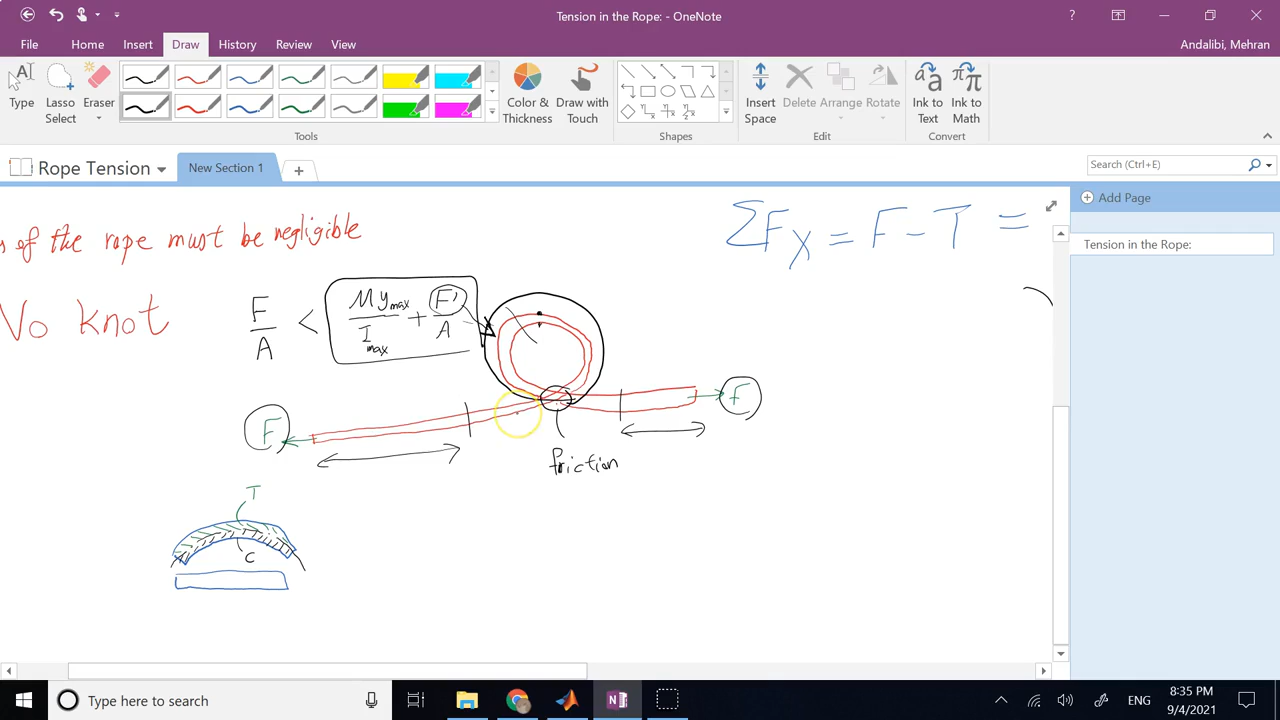 Tension in the Rope: - OneNote
File Home Insert Draw History Review View
Andalibi, Mehran
Type
Lasso Select
Eraser
Color & Thickness
Draw with Touch
Insert Space
Delete
Arrange
Rotate
Ink to Text
Ink to Math
Tools
Shapes
Edit
Convert
Rope Tension
New Section 1
Search (Ctrl+E)
Add Page
Tension in the Rope:
s of the rope must be negligible
ΣFx = F - T =
No knot
F/A < M ymax/Imax + F'/A
F
F
friction
T
C
Type here to search
ENG
8:35 PM
9/4/2021